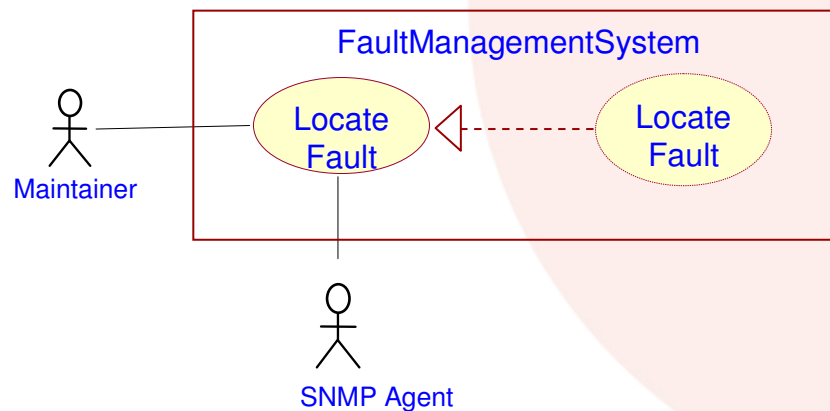 FaultManagementSystem
Locate
Fault
Locate
Fault
Maintainer
SNMP Agent